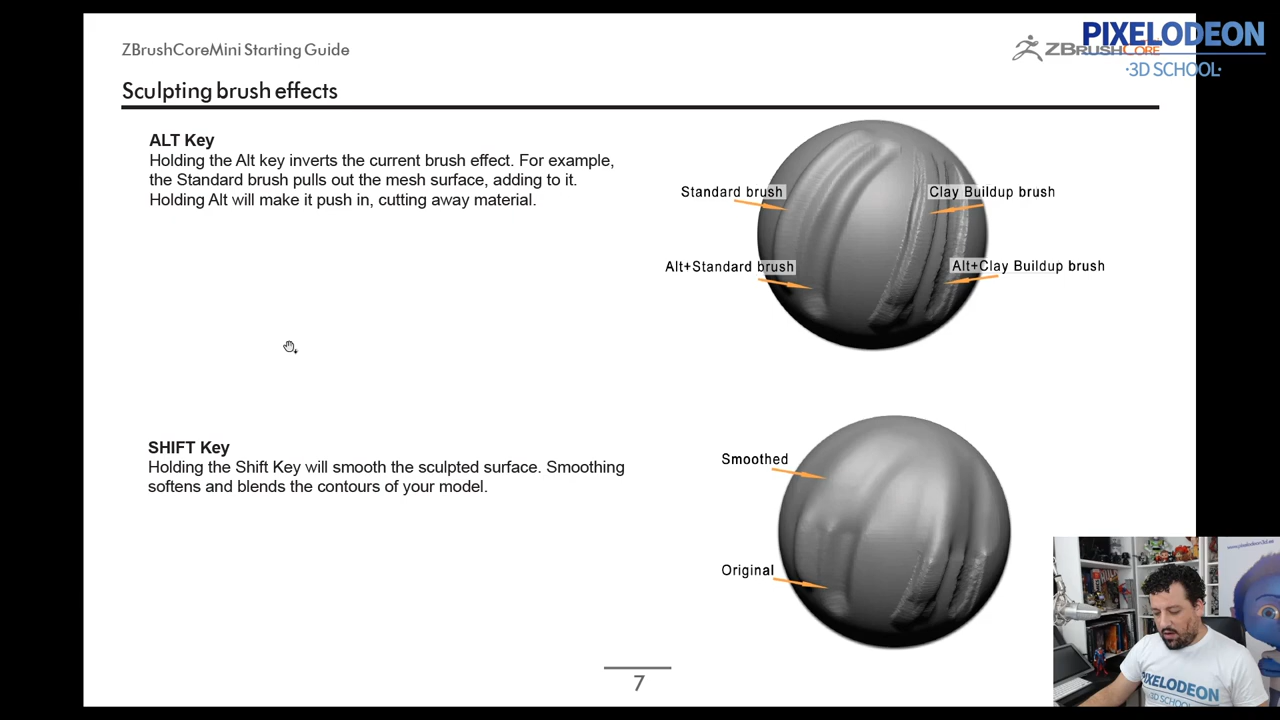 ZBrushCoreMini Starting Guide
ZBRUSHCORE
PIXELODEON
·3D SCHOOL·
Sculpting brush effects
ALT Key
Holding the Alt key inverts the current brush effect. For example,
the Standard brush pulls out the mesh surface, adding to it.
Holding Alt will make it push in, cutting away material.
Standard brush
Clay Buildup brush
Alt+Standard brush
Alt+Clay Buildup brush
SHIFT Key
Holding the Shift Key will smooth the sculpted surface. Smoothing
softens and blends the contours of your model.
Smoothed
Original
7
PIXELODEON
3D SCHOOL